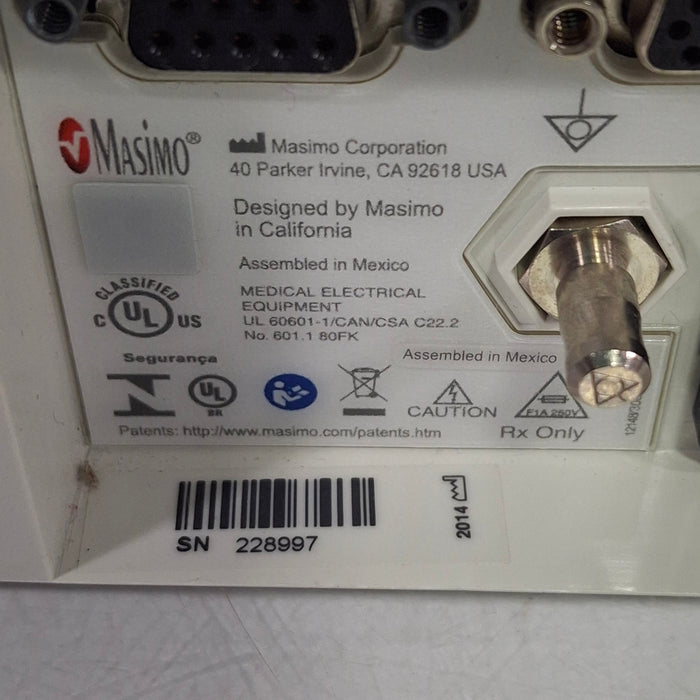 MASIMO®
Masimo Corporation
40 Parker Irvine, CA 92618 USA
Designed by Masimo
in California
Assembled in Mexico
CLASSIFIED
C UL US
MEDICAL ELECTRICAL
EQUIPMENT
UL 60601-1/CAN/CSA C22.2
No. 601.1 80FK
Segurança
UL
BR
Assembled in Mexico
CAUTION
F1A 250V
Patents: http://www.masimo.com/patents.htm
Rx Only
SN 228997
2014